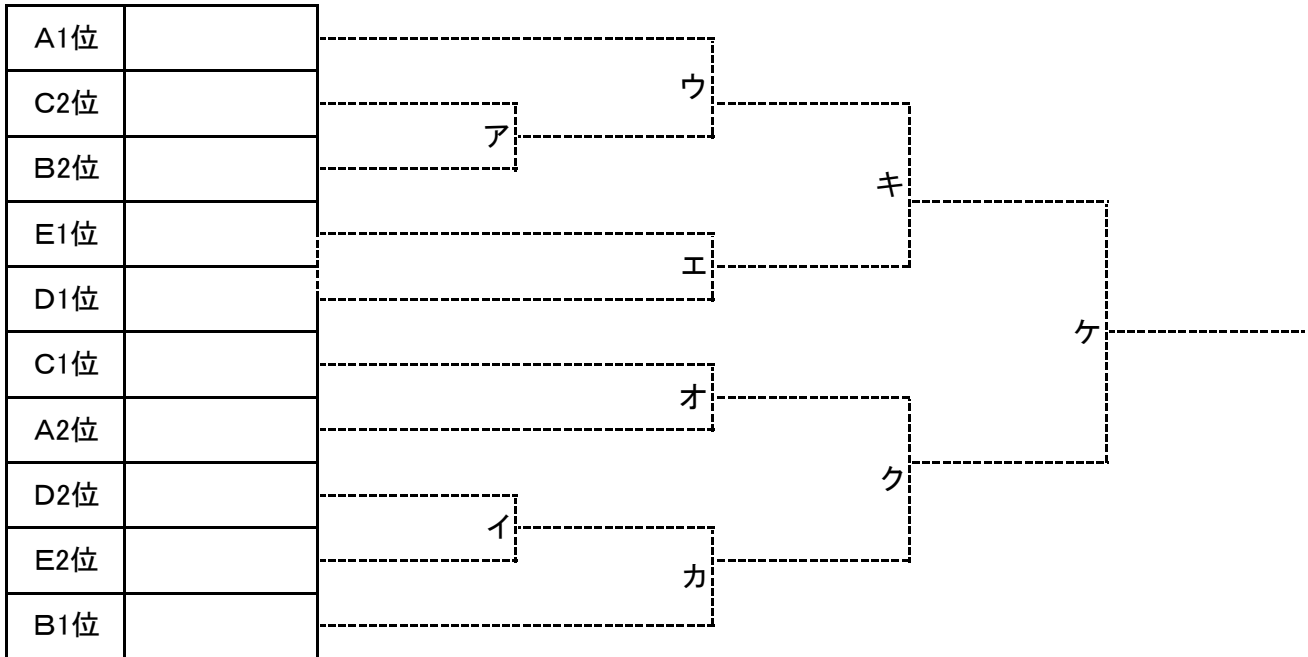 A1位
ウ
C2位
ア
B2位
キ
E1位
エ
D1位
ケ
C1位
オ
A2位
ク
D2位
イ
E2位
カ
B1位